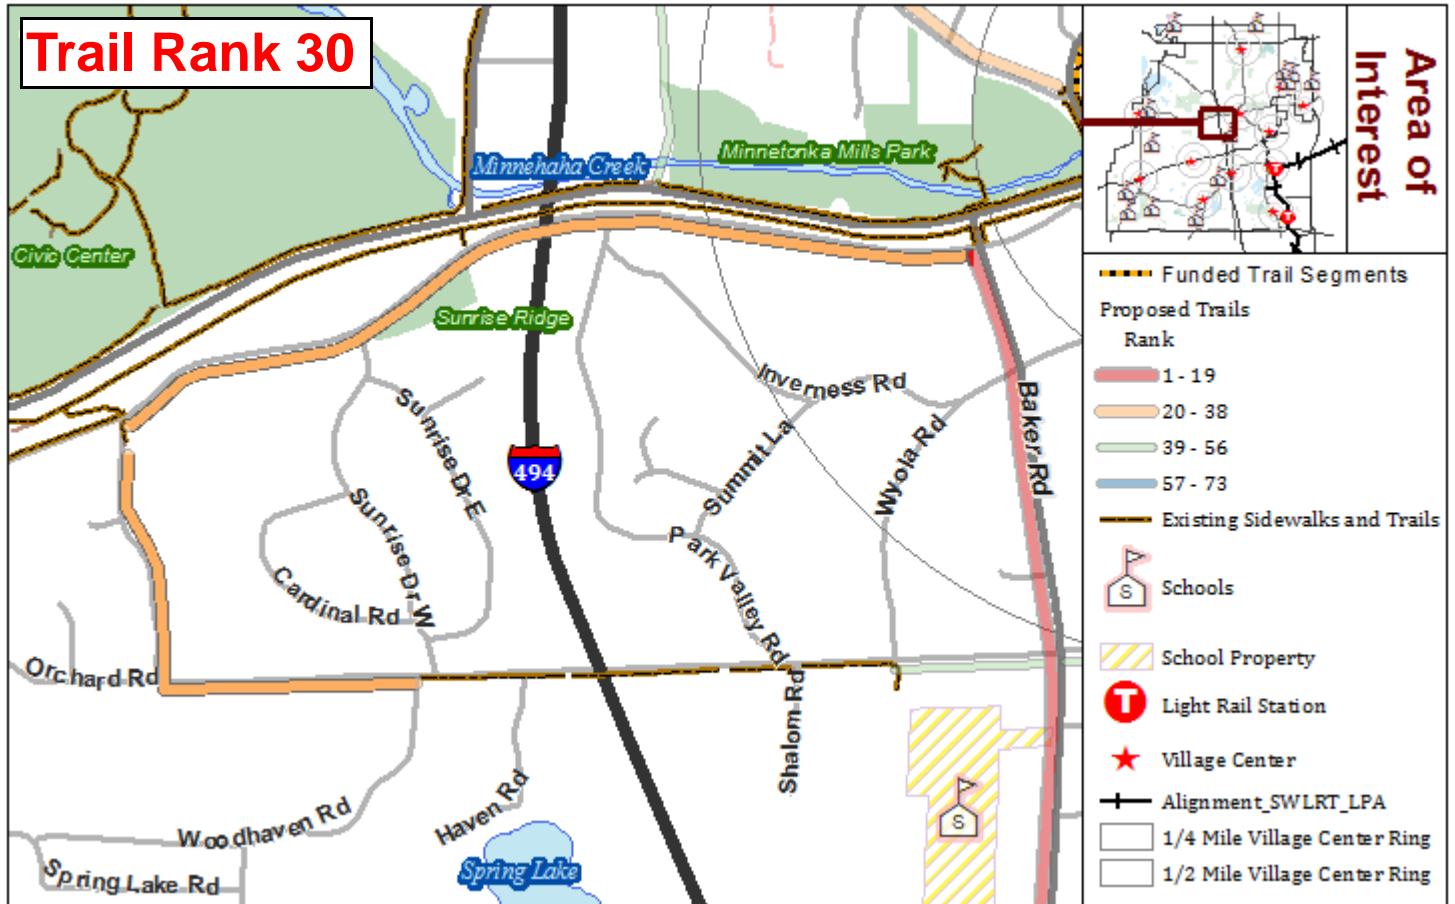 Trail Rank 30
Minnehaha Creek
Minnetonka Mills Park
Civic Center
Sunrise Ridge
Inverness Rd
Baker Rd
Sunrise Dr E
Summit La
Wyola Rd
494
Sunrise Dr W
Park Valley Rd
Cardinal Rd
Orchard Rd
Shalom Rd
Haven Rd
Woodhaven Rd
Spring Lake Rd
Spring Lake
S
Area of
Interest
T
T
Funded Trail Segments
Proposed Trails
Rank
1 - 19
20 - 38
39 - 56
57 - 73
Existing Sidewalks and Trails
S
Schools
School Property
T
Light Rail Station
Village Center
Alignment_SWLRT_LPA
1/4 Mile Village Center Ring
1/2 Mile Village Center Ring